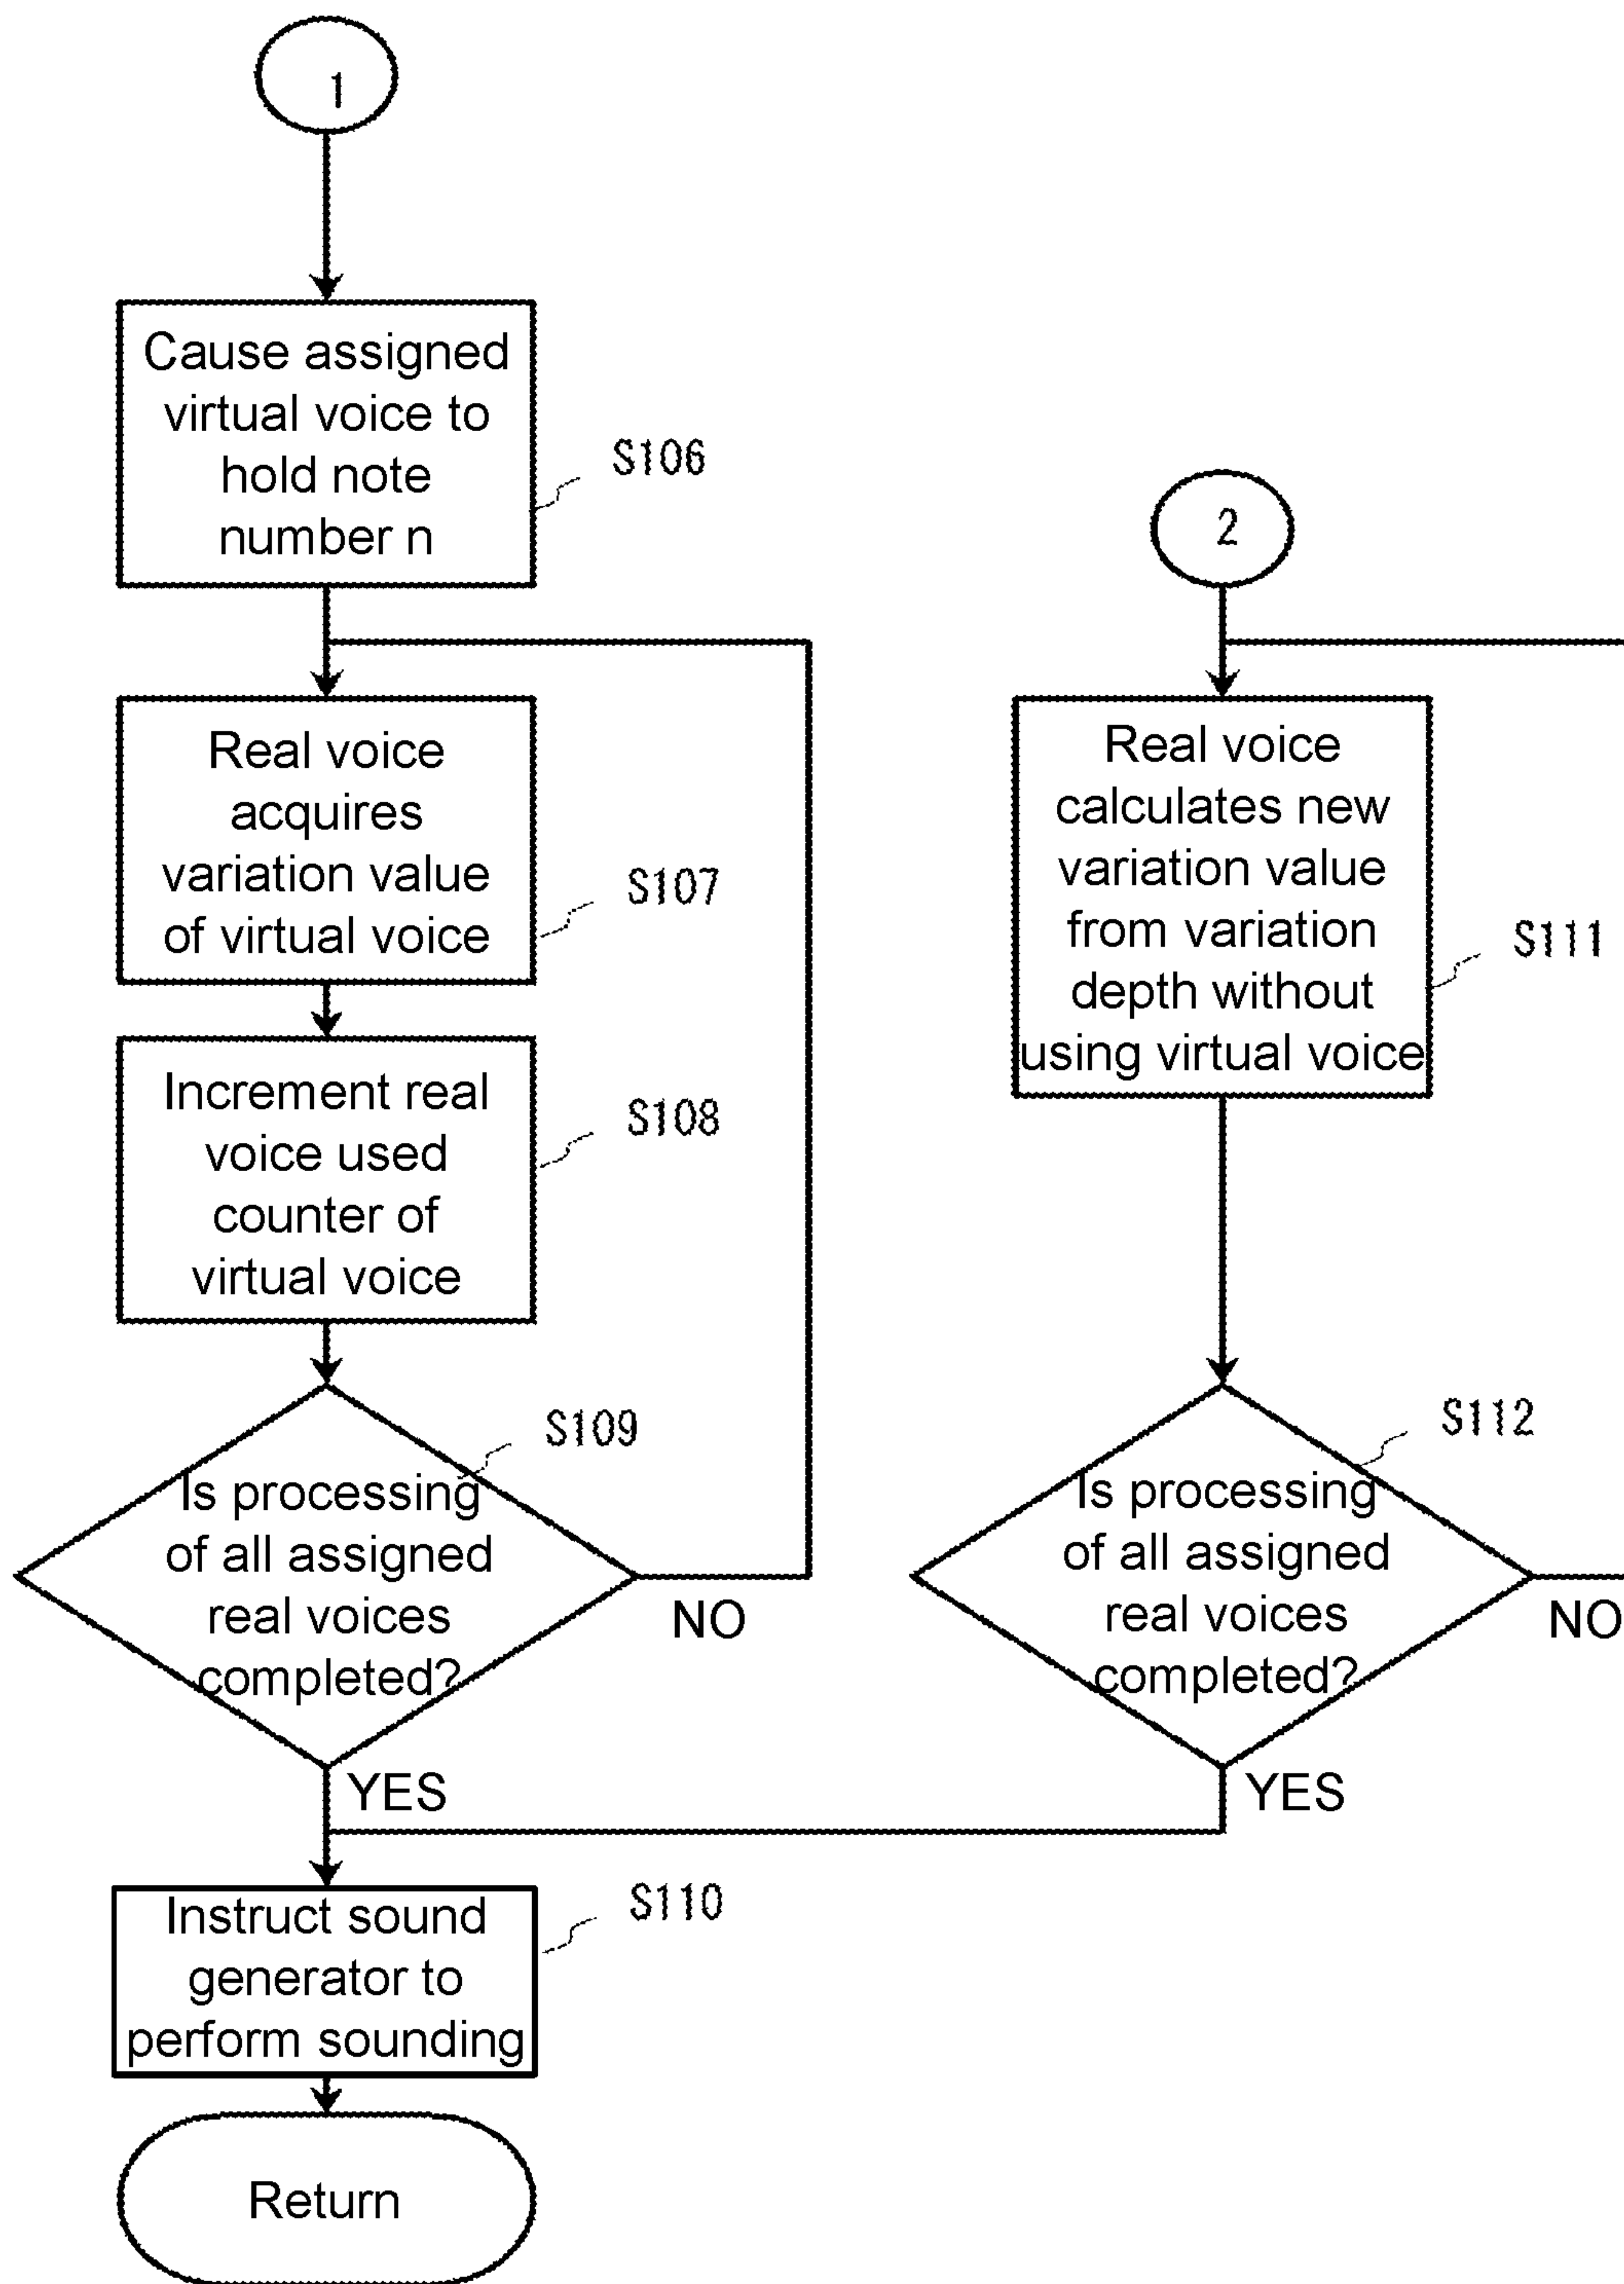 1
Cause assigned
virtual voice to
hold note
number n
S106
Real voice
acquires
variation value
of virtual voice
S107
Increment real
voice used
counter of
virtual voice
S108
Is processing
of all assigned
real voices
completed?
S109
NO
YES
Instruct sound
generator to
perform sounding
S110
Return
2
Real voice
calculates new
variation value
from variation
depth without
using virtual voice
S111
Is processing
of all assigned
real voices
completed?
S112
NO
YES